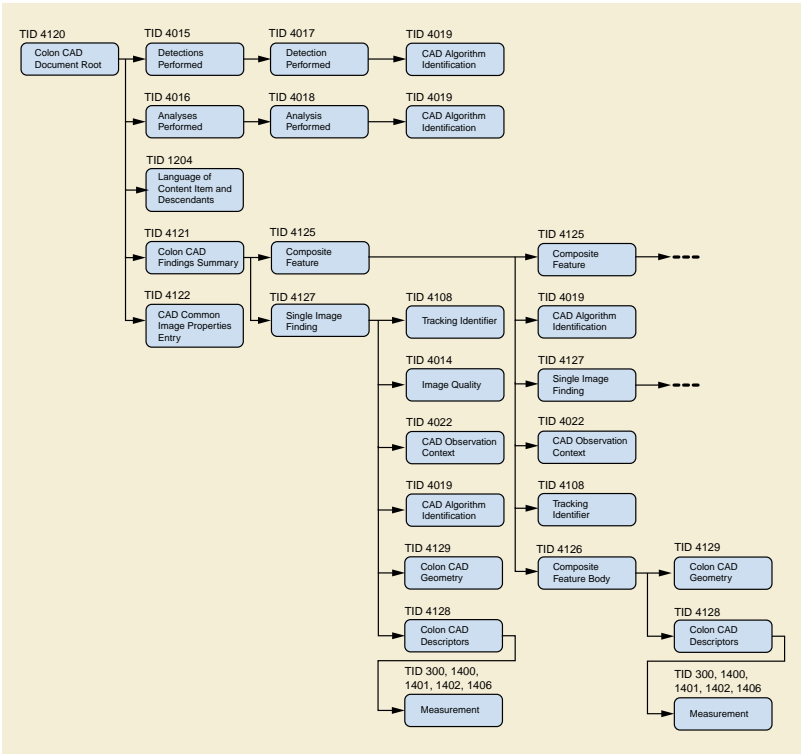 TID 4120
Colon CAD
Document Root
TID 4015
Detections
Performed
TID 4017
Detection
Performed
TID 4019
CAD Algorithm
Identification
TID 4016
Analyses
Performed
TID 4018
Analysis
Performed
TID 4019
CAD Algorithm
Identification
TID 1204
Language of
Content Item and
Descendants
TID 4121
Colon CAD
Findings Summary
TID 4125
Composite
Feature
TID 4125
Composite
Feature
TID 4122
CAD Common
Image Properties
Entry
TID 4127
Single Image
Finding
TID 4108
Tracking Identifier
TID 4019
CAD Algorithm
Identification
TID 4014
Image Quality
TID 4127
Single Image
Finding
TID 4022
CAD Observation
Context
TID 4022
CAD Observation
Context
TID 4019
CAD Algorithm
Identification
TID 4108
Tracking
Identifier
TID 4129
Colon CAD
Geometry
TID 4126
Composite
Feature Body
TID 4129
Colon CAD
Geometry
TID 4128
Colon CAD
Descriptors
TID 4128
Colon CAD
Descriptors
TID 300, 1400,
1401, 1402, 1406
Measurement
TID 300, 1400,
1401, 1402, 1406
Measurement